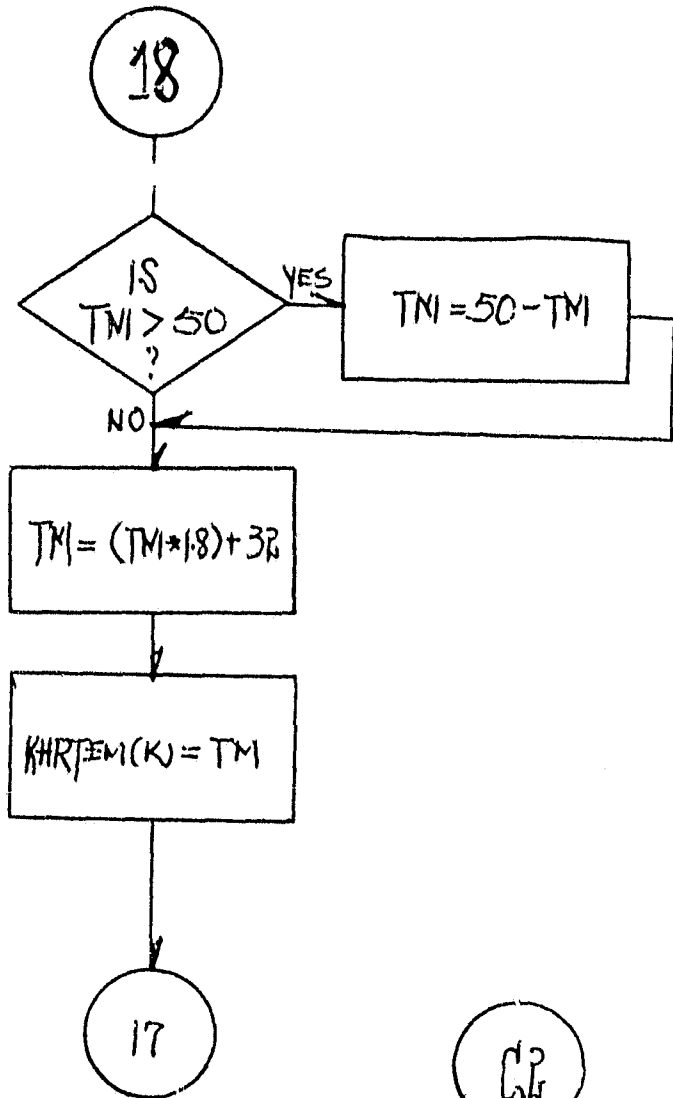 18
IS
TM > 50
?
YES
TM = 50 - TM
NO
TM = (TM*1.8) + 32
KHRTEM(K) = TM
17